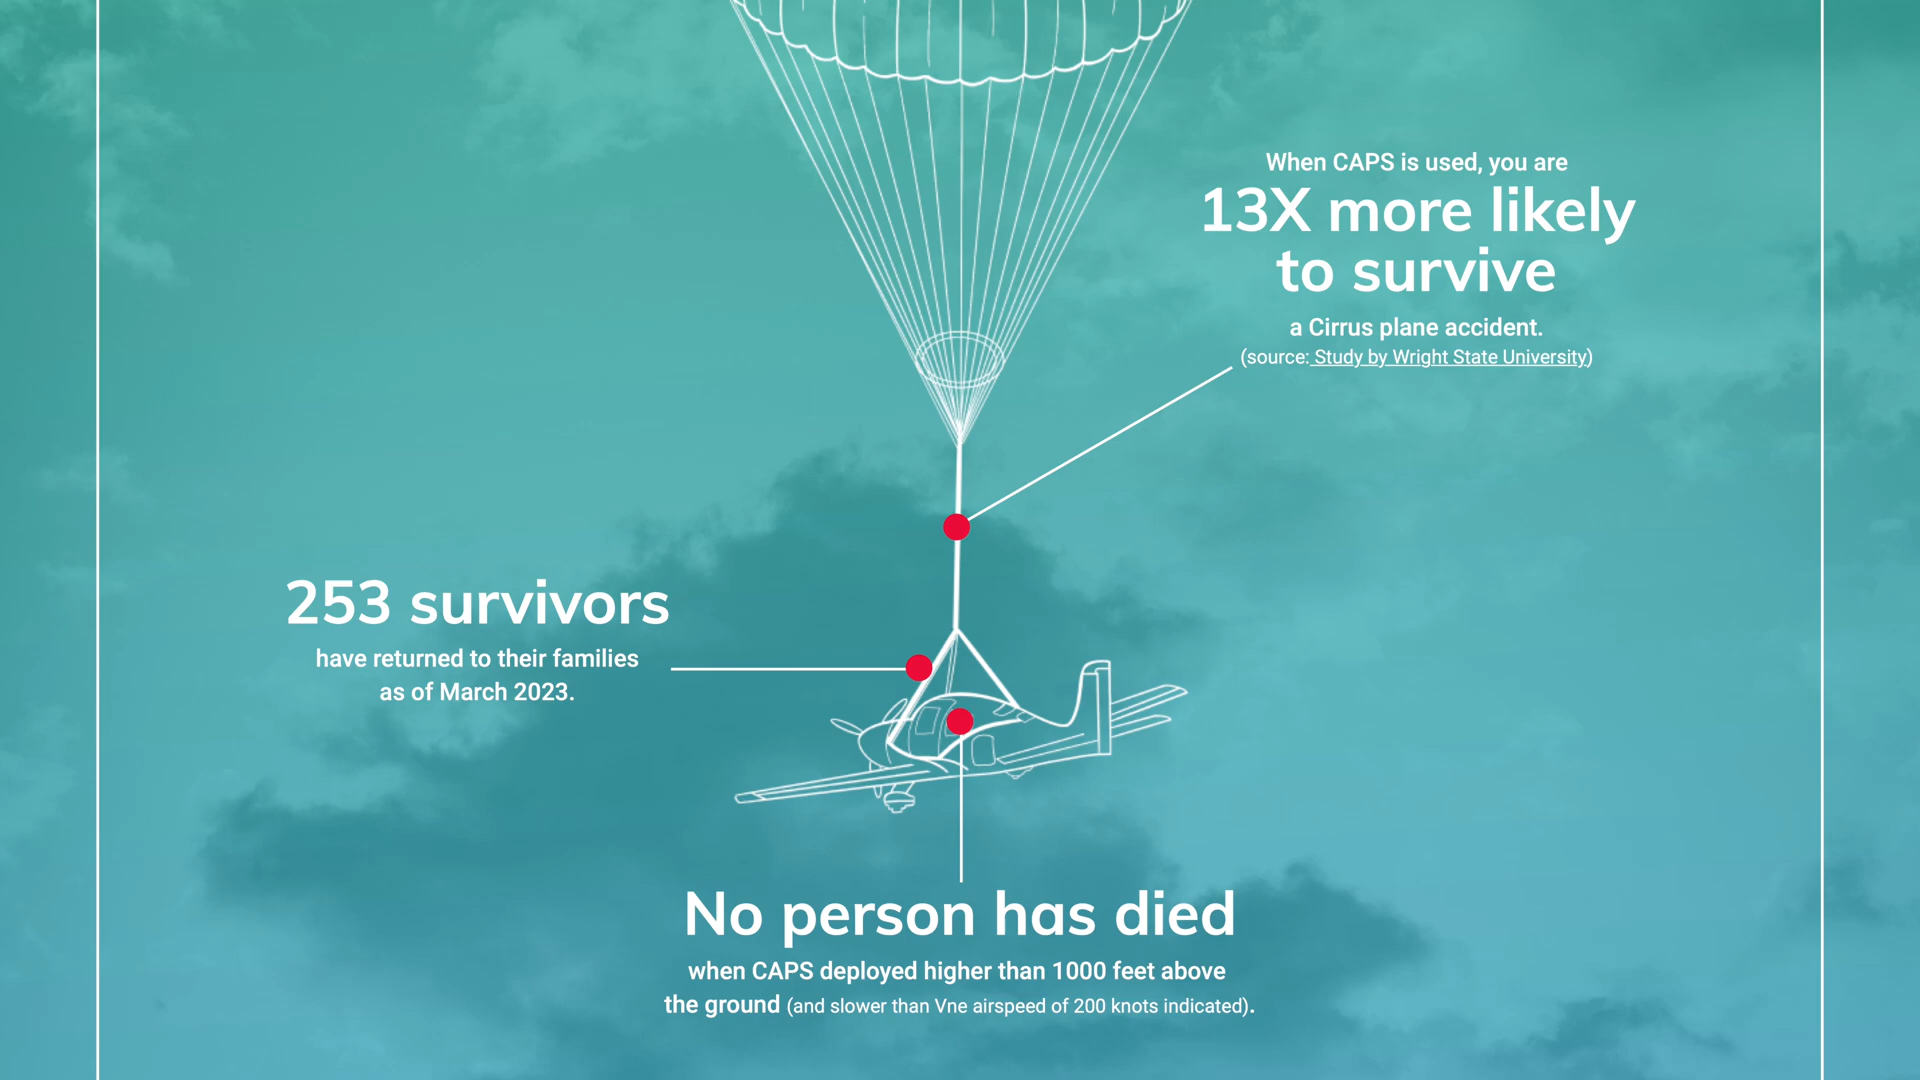 When CAPS is used, you are
13X more likely
to survive
a Cirrus plane accident.
(source: Study by Wright State University)
253 survivors
have returned to their families
as of March 2023.
No person has died
when CAPS deployed higher than 1000 feet above
the ground (and slower than Vne airspeed of 200 knots indicated).